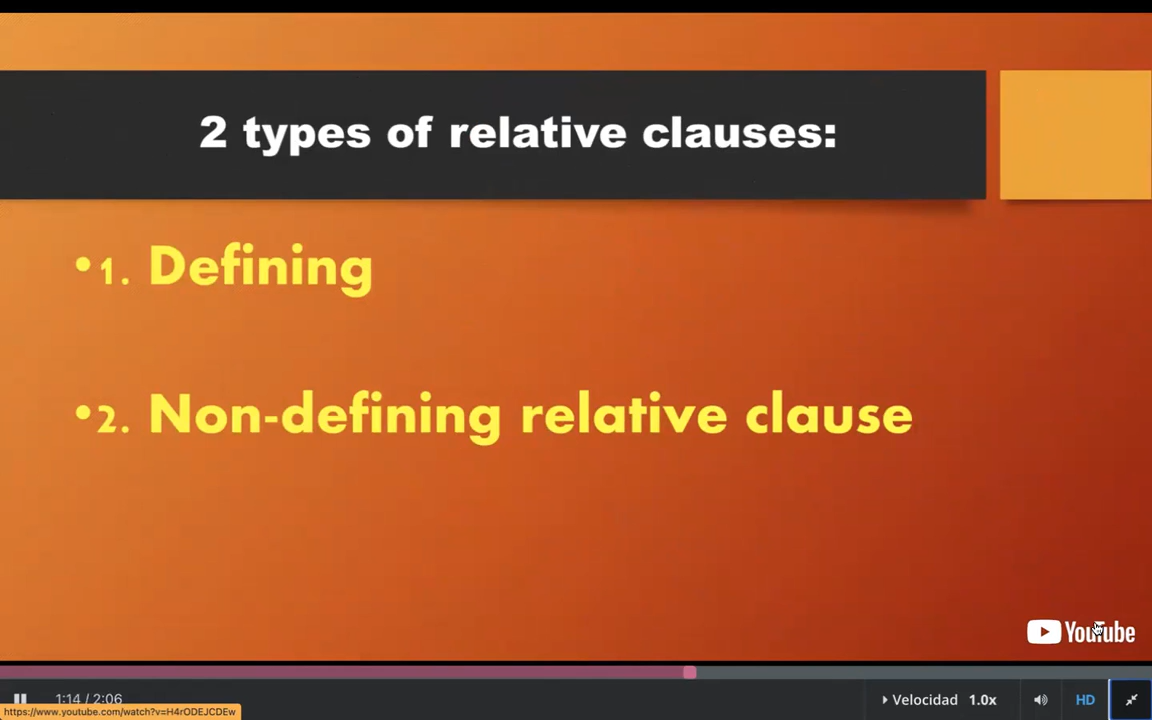 2 types of relative clauses:
•1. Defining
•2. Non-defining relative clause
YouTube
1:14 / 2:06
Velocidad 1.0x
HD
https://www.youtube.com/watch?v=H4rODEJCDEw